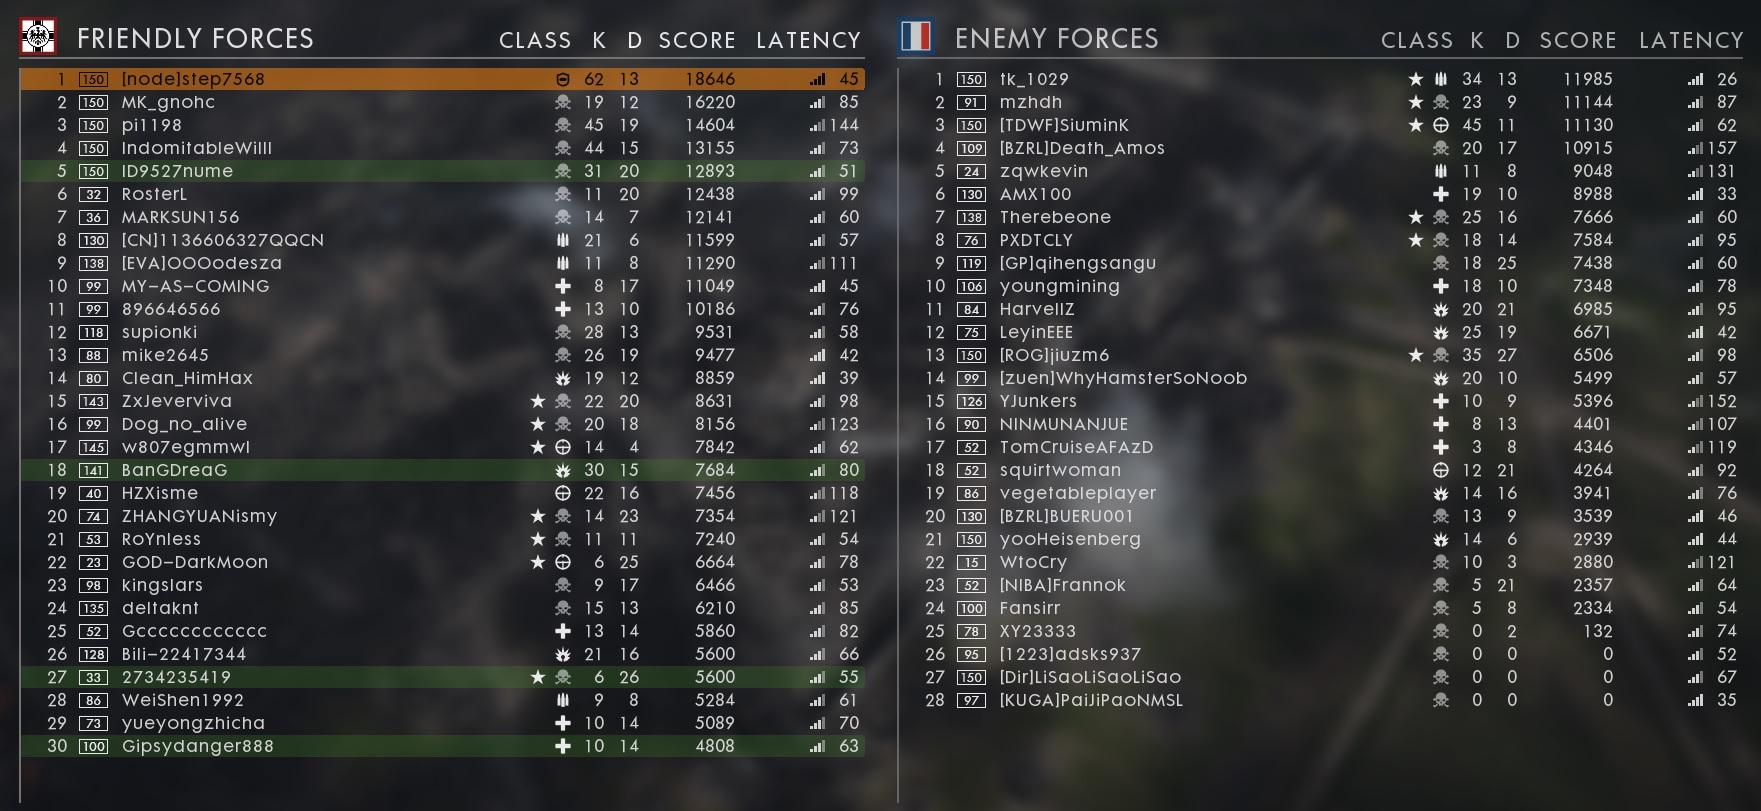 FRIENDLY FORCES CLASS K D SCORE LATENCY
1 150 [node]step7568 62 13 18646 45
2 150 MK_gnohc 19 12 16220 85
3 150 pi1198 45 19 14604 144
4 150 IndomitableWilll 44 15 13155 73
5 150 ID9527nume 31 20 12893 51
6 32 RosterL 11 20 12438 99
7 36 MARKSUN156 14 7 12141 60
8 130 [CN]1136606327QQCN 21 6 11599 57
9 138 [EVA]OOOodesza 11 8 11290 111
10 99 MY-AS-COMING 8 17 11049 45
11 99 896646566 13 10 10186 76
12 118 supionki 28 13 9531 58
13 88 mike2645 26 19 9477 42
14 80 Clean_HimHax 19 12 8859 39
15 143 ZxJeverviva 22 20 8631 98
16 99 Dog_no_alive 20 18 8156 123
17 145 w807egmmwl 14 4 7842 62
18 141 BanGDreaG 30 15 7684 80
19 40 HZXisme 22 16 7456 118
20 74 ZHANGYUANismy 14 23 7354 121
21 53 RoYnless 11 11 7240 54
22 23 GOD-DarkMoon 6 25 6664 78
23 98 kingslars 9 17 6466 53
24 135 deltaknt 15 13 6210 85
25 52 Gcccccccccccc 13 14 5860 82
26 128 Bili-22417344 21 16 5600 66
27 33 2734235419 6 26 5600 55
28 86 WeiShen1992 9 8 5284 61
29 73 yueyongzhicha 10 14 5089 70
30 100 Gipsydanger888 10 14 4808 63
ENEMY FORCES CLASS K D SCORE LATENCY
1 150 tk_1029 34 13 11985 26
2 91 mzhdh 23 9 11144 87
3 150 [TDWF]SiuminK 45 11 11130 62
4 109 [BZRL]Death_Amos 20 17 10915 157
5 24 zqwkevin 11 8 9048 131
6 130 AMX100 19 10 8988 33
7 138 Therebeone 25 16 7666 60
8 76 PXDTCLY 18 14 7584 95
9 119 [GP]qihengsangu 18 25 7438 60
10 106 youngmining 18 10 7348 78
11 84 HarvellZ 20 21 6985 95
12 75 LeyinEEE 25 19 6671 42
13 150 [ROG]jiuzm6 35 27 6506 98
14 99 [zuen]WhyHamsterSoNoob 20 10 5499 57
15 126 YJunkers 10 9 5396 152
16 90 NINMUNANJUE 8 13 4401 107
17 52 TomCruiseAFAzD 3 8 4346 119
18 52 squirtwoman 12 21 4264 92
19 86 vegetableplayer 14 16 3941 76
20 130 [BZRL]BUERU001 13 9 3539 46
21 150 yooHeisenberg 14 6 2939 44
22 15 WtoCry 10 3 2880 121
23 52 [NIBA]Frannok 5 21 2357 64
24 100 Fansirr 5 8 2334 54
25 78 XY23333 0 2 132 74
26 95 [1223]adsks937 0 0 0 52
27 150 [Dir]LiSaoLiSaoLiSao 0 0 0 67
28 97 [KUGA]PaiJiPaoNMSL 0 0 0 35